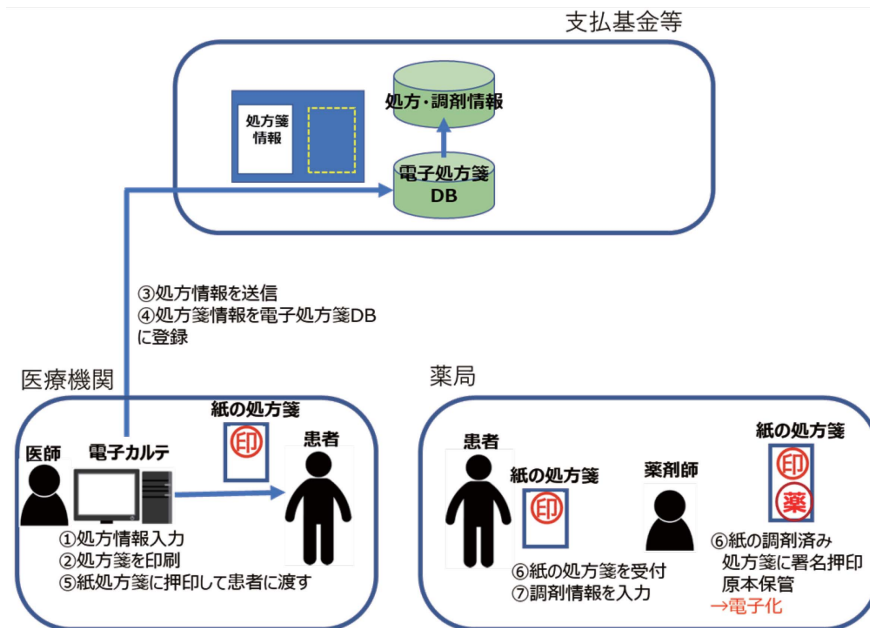 支払基金等
処方・調剤情報
処方箋
情報
電子処方箋
DB
③処方情報を送信
④処方箋情報を電子処方箋DB
に登録
医療機関
紙の処方箋
印
医師
電子カルテ
患者
①処方情報入力
②処方箋を印刷
⑤紙処方箋に押印して患者に渡す
薬局
患者
紙の処方箋
印
薬剤師
紙の処方箋
印
薬
⑥紙の処方箋を受付
⑦調剤情報を入力
⑥紙の調剤済み
処方箋に署名押印
原本保管
→電子化